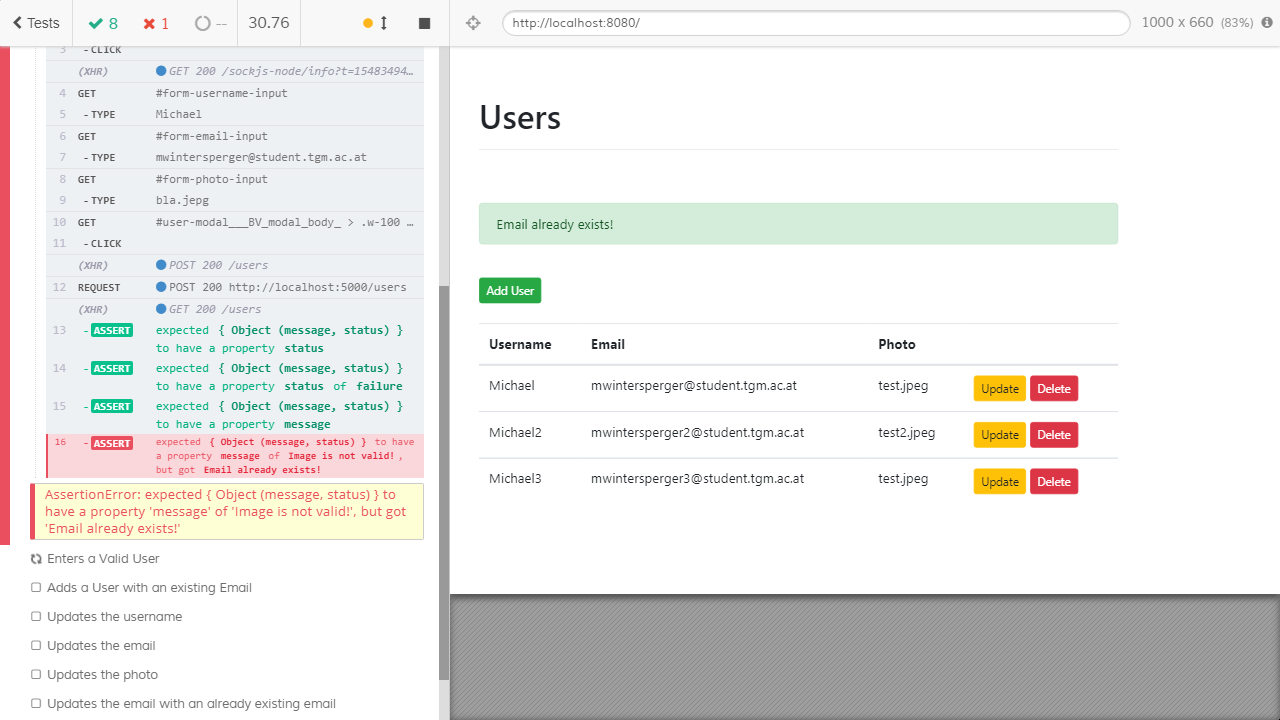 Tests 8 1 -- 30.76
http://localhost:8080/ 1000 x 660 (83%)
3 - CLICK
(XHR) GET 200 /sockjs-node/info?t=15483494…
4 GET #form-username-input
5 - TYPE Michael
6 GET #form-email-input
7 - TYPE mwintersperger@student.tgm.ac.at
8 GET #form-photo-input
9 - TYPE bla.jepg
10 GET #user-modal___BV_modal_body_ > .w-100 …
11 - CLICK
(XHR) POST 200 /users
12 REQUEST POST 200 http://localhost:5000/users
(XHR) GET 200 /users
13 - ASSERT expected { Object (message, status) }
to have a property status
14 - ASSERT expected { Object (message, status) }
to have a property status of failure
15 - ASSERT expected { Object (message, status) }
to have a property message
16 - ASSERT expected { Object (message, status) } to have
a property message of Image is not valid!,
but got Email already exists!
AssertionError: expected { Object (message, status) } to
have a property 'message' of 'Image is not valid!', but got
'Email already exists!'
Enters a Valid User
Adds a User with an existing Email
Updates the username
Updates the email
Updates the photo
Updates the email with an already existing email
Users
Email already exists!
Add User
Username Email Photo
Michael mwintersperger@student.tgm.ac.at test.jpeg Update Delete
Michael2 mwintersperger2@student.tgm.ac.at test2.jpeg Update Delete
Michael3 mwintersperger3@student.tgm.ac.at test.jpeg Update Delete